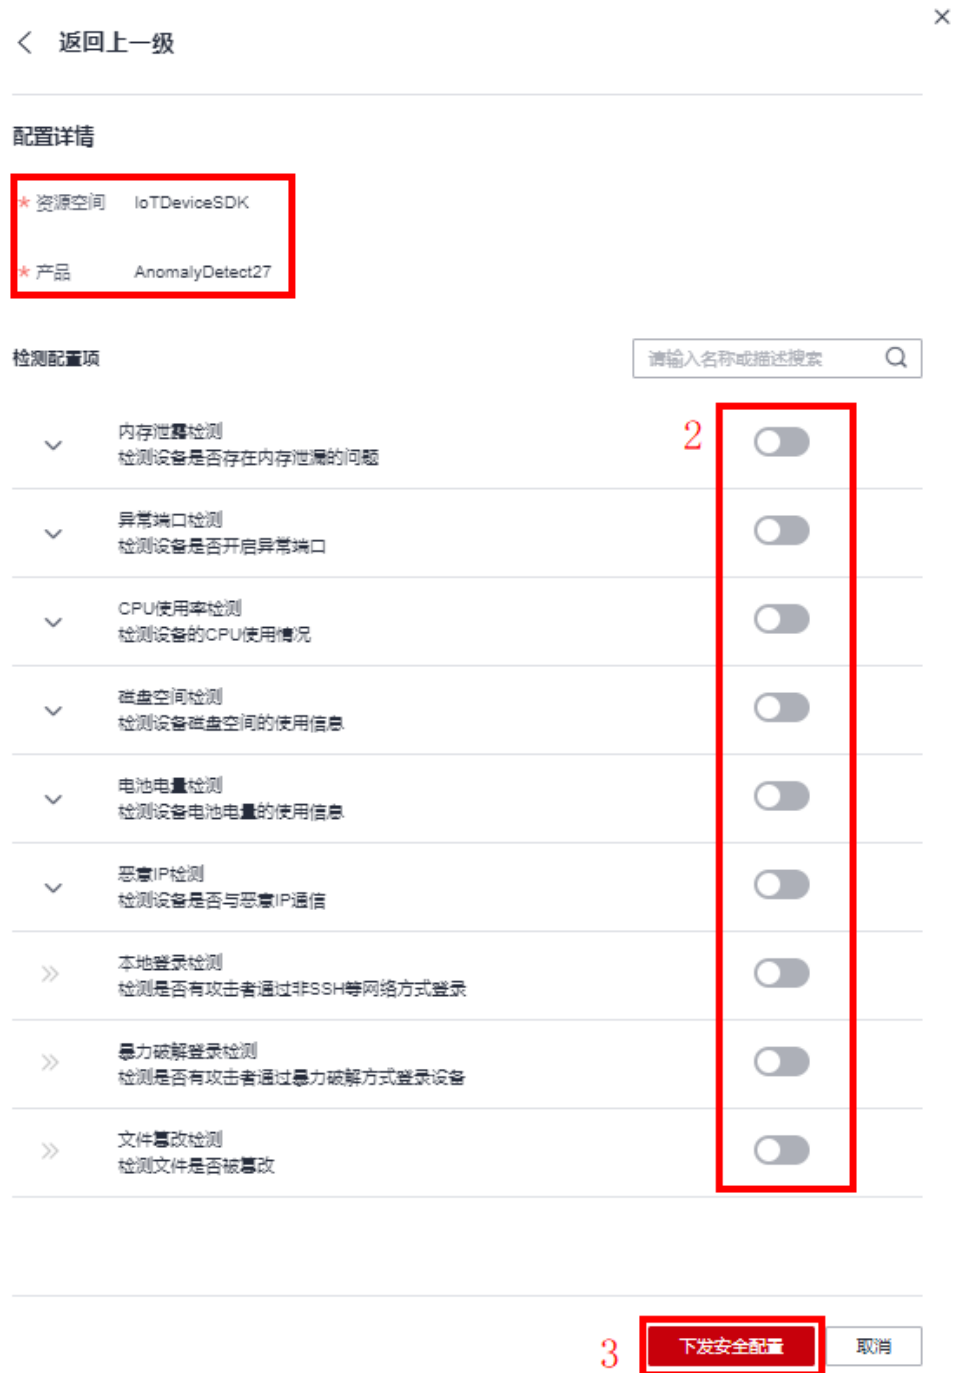 返回上一级
配置详情
* 资源空间 IoTDeviceSDK
* 产品 AnomalyDetect27
检测配置项
请输入名称或描述搜索
内存泄露检测
2
检测设备是否存在内存泄漏的问题
异常端口检测
检测设备是否开启异常端口
CPU使用率检测
检测设备的CPU使用情况
磁盘空间检测
检测设备磁盘空间的使用信息
电池电量检测
检测设备电池电量的使用信息
恶意IP检测
检测设备是否与恶意IP通信
本地登录检测
检测是否有攻击者通过非SSH等网络方式登录
暴力破解登录检测
检测是否有攻击者通过暴力破解方式登录设备
文件篡改检测
检测文件是否被篡改
3 下发安全配置 取消